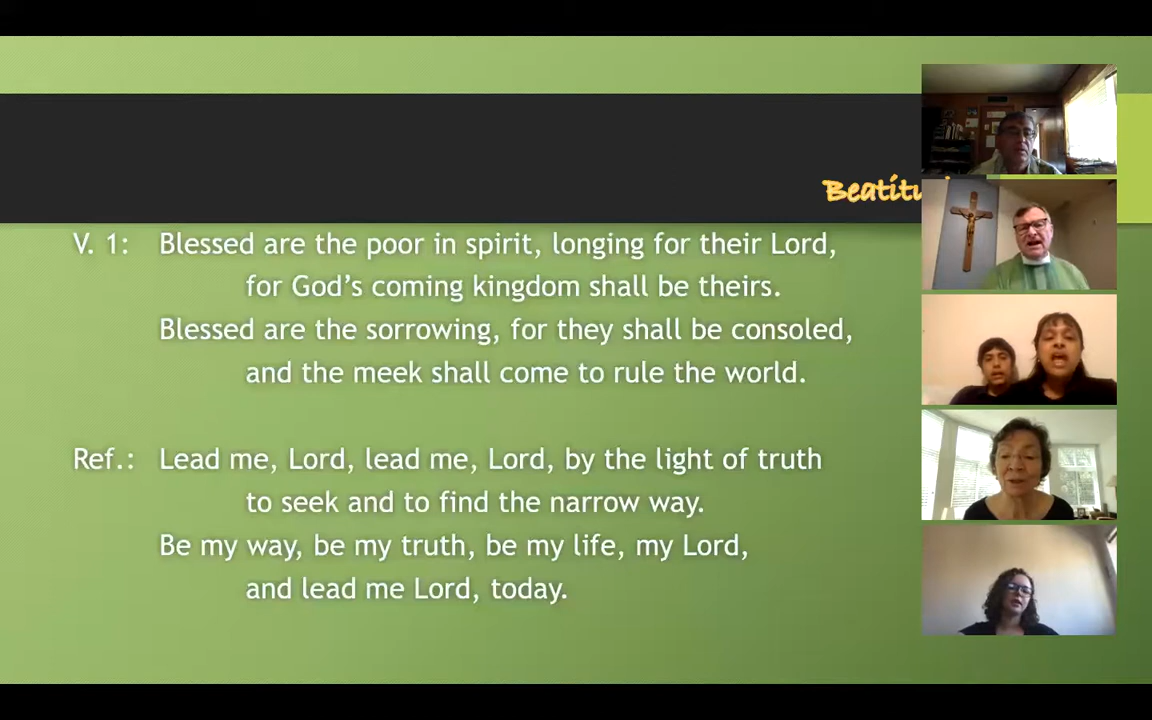 V. 1: Blessed are the poor in spirit, longing for their Lord,
for God’s coming kingdom shall be theirs.
Blessed are the sorrowing, for they shall be consoled,
and the meek shall come to rule the world.
Ref.: Lead me, Lord, lead me, Lord, by the light of truth
to seek and to find the narrow way.
Be my way, be my truth, be my life, my Lord,
and lead me Lord, today.